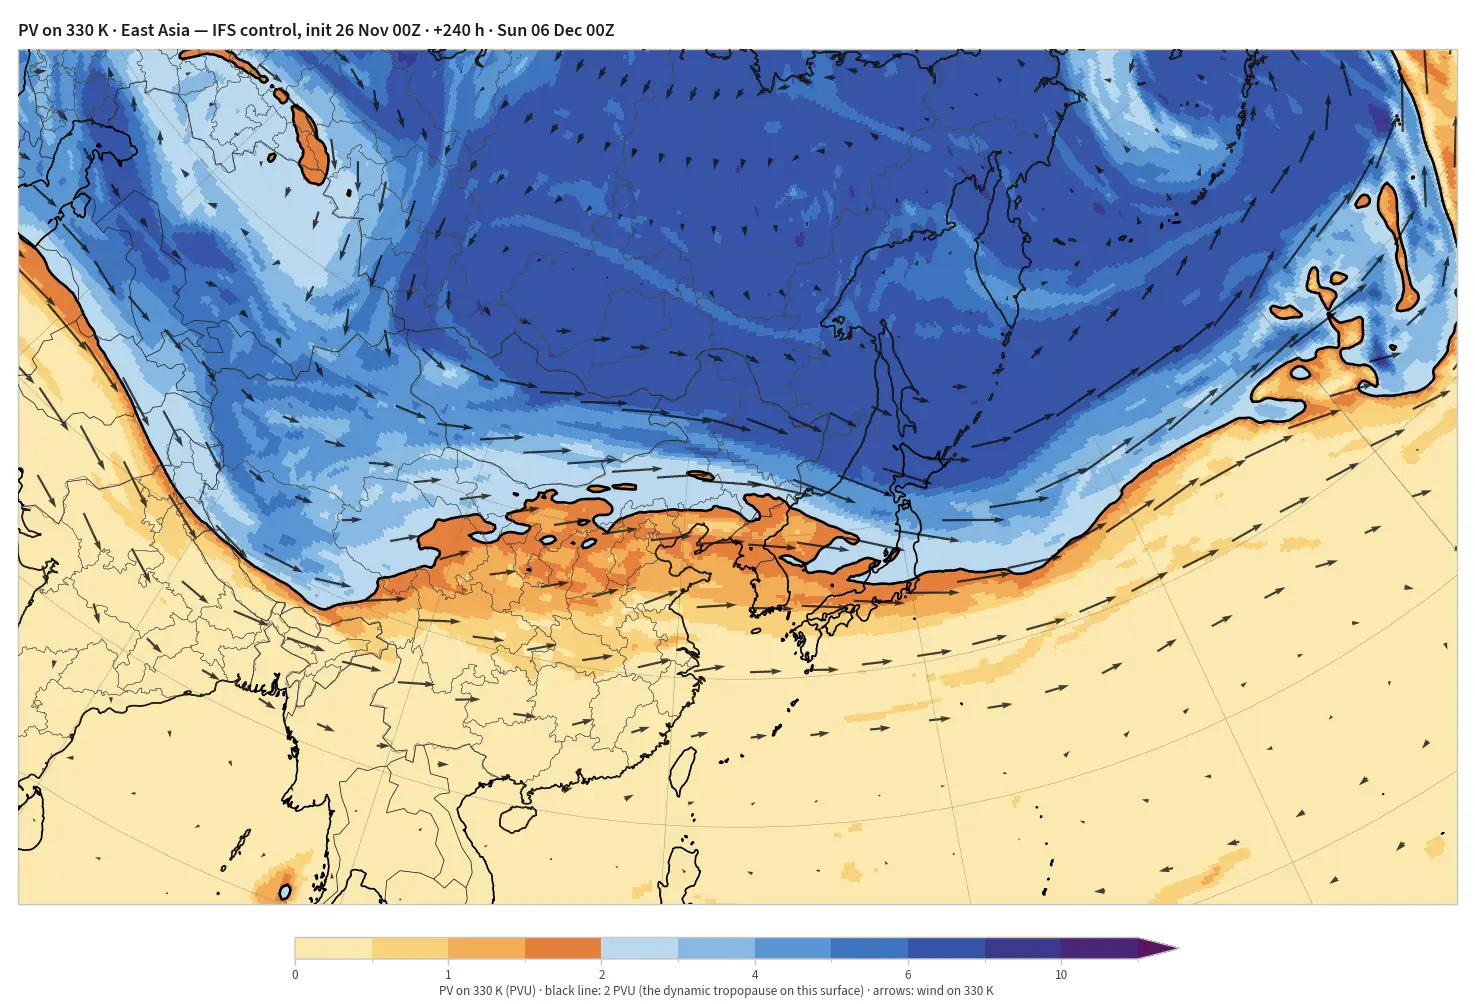 PV on 330 K · East Asia — IFS control, init 26 Nov 00Z · +240 h · Sun 06 Dec 00Z
0 1 2 4 6 10
PV on 330 K (PVU) · black line: 2 PVU (the dynamic tropopause on this surface) · arrows: wind on 330 K